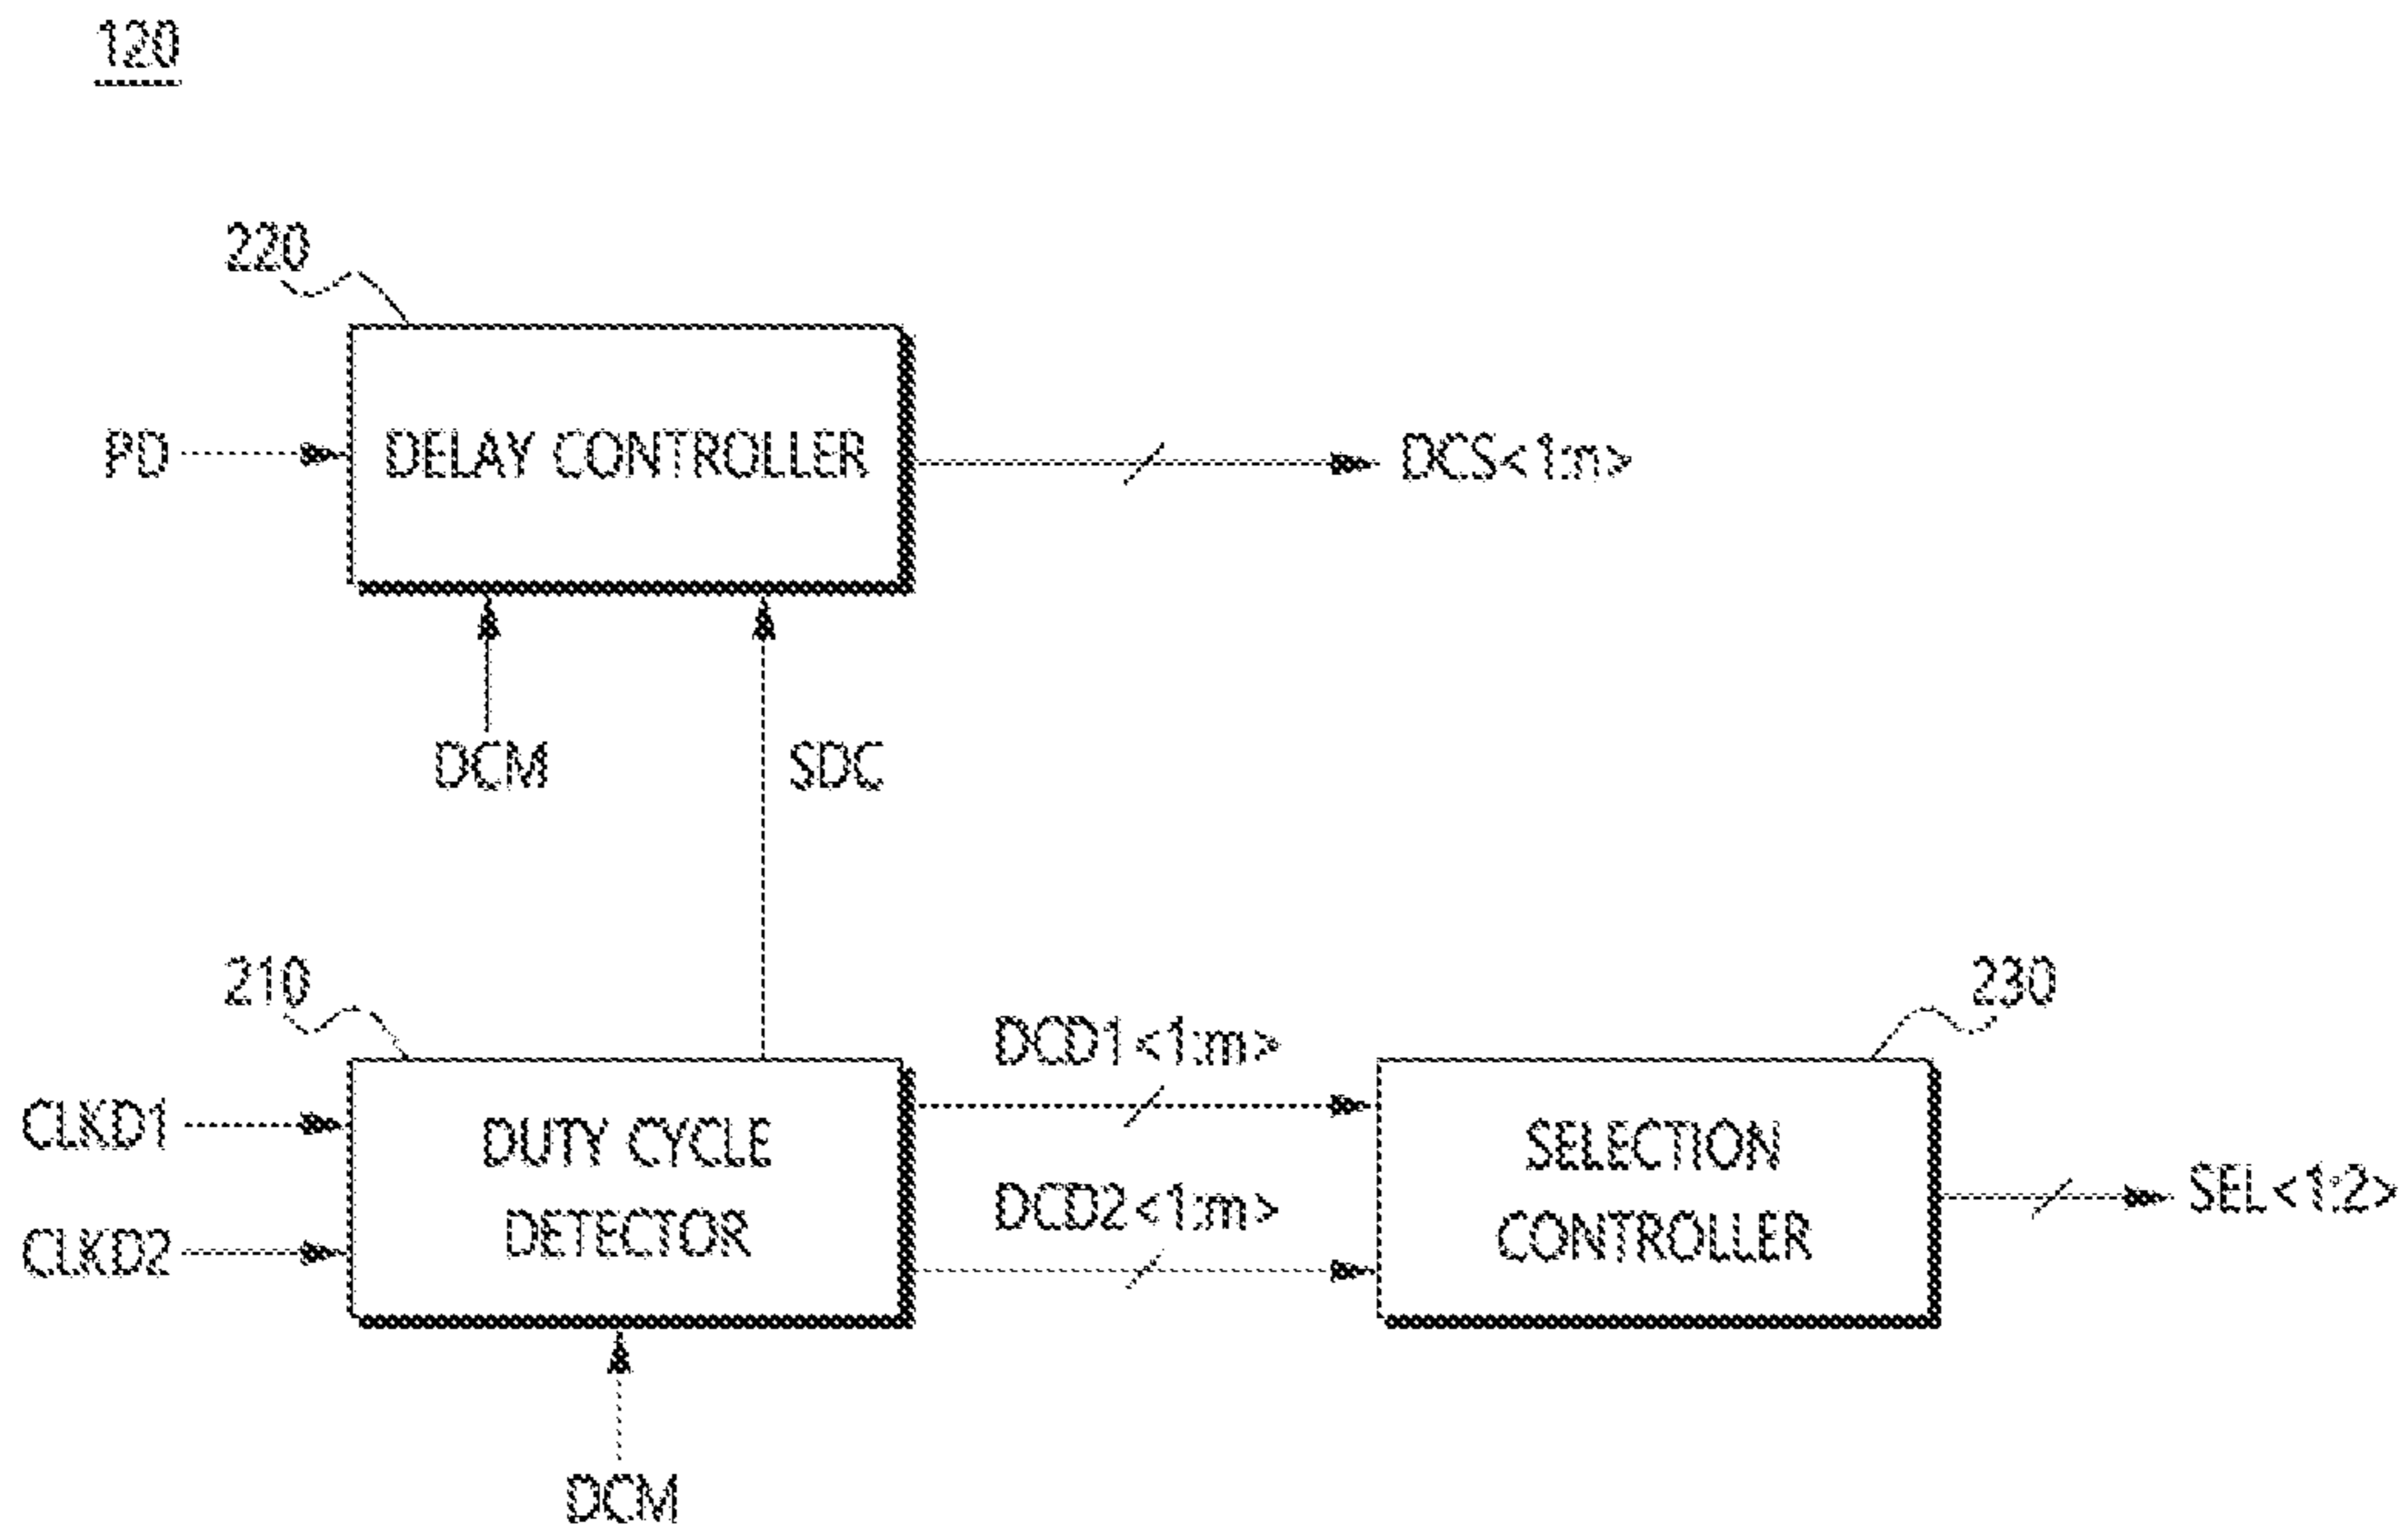 120
220
PD
DELAY CONTROLLER
DCS<1:n>
DCM
SDC
210
230
DCD1<1:m>
CLKD1
DUTY CYCLE
DETECTOR
SELECTION
CONTROLLER
DCD2<1:m>
SEL<1:2>
CLKD2
DCM